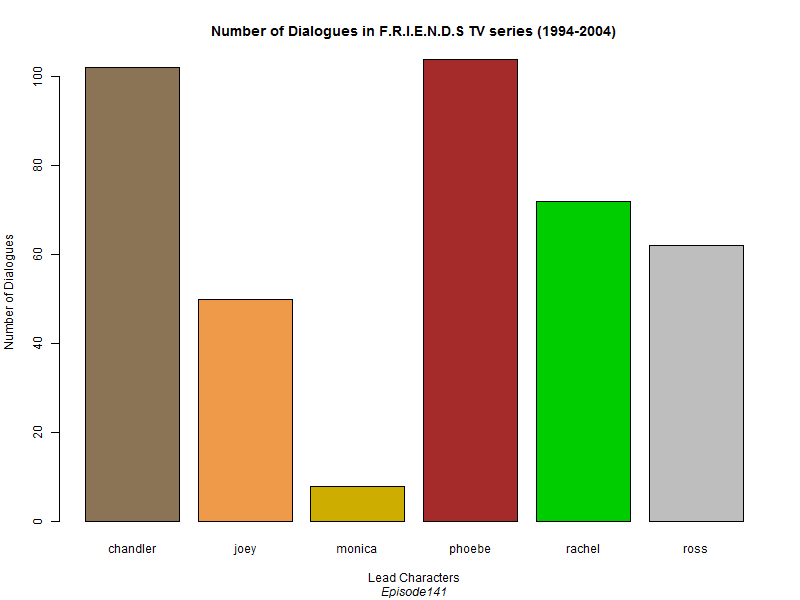 Number of Dialogues in F.R.I.E.N.D.S TV series (1994-2004)
Number of Dialogues
100
80
60
40
20
0
chandler joey monica phoebe rachel ross
Lead Characters
Episode141